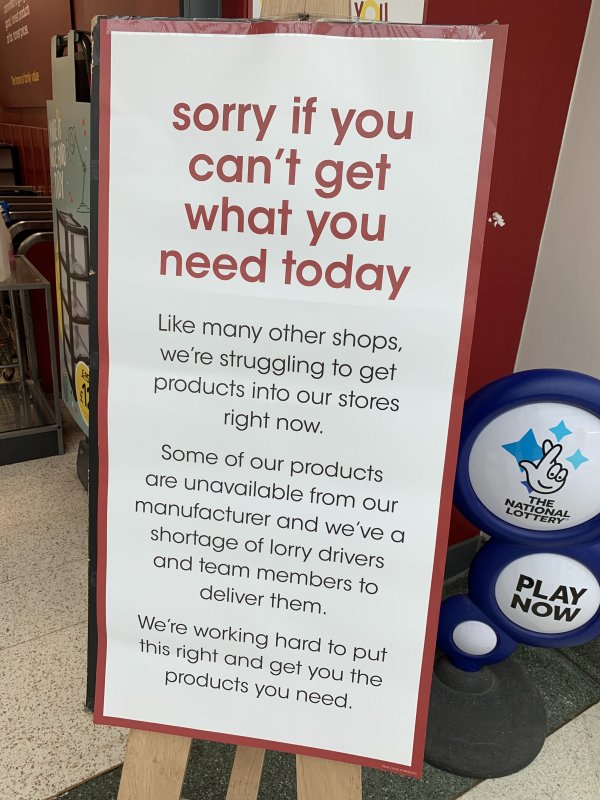 YOU
sorry if you
can't get
what you
need today
Like many other shops,
we're struggling to get
products into our stores
right now.
Some of our products
are unavailable from our
manufacturer and we've a
shortage of lorry drivers
and team members to
deliver them.
We're working hard to put
this right and get you the
products you need.
THE
NATIONAL
LOTTERY
PLAY
NOW